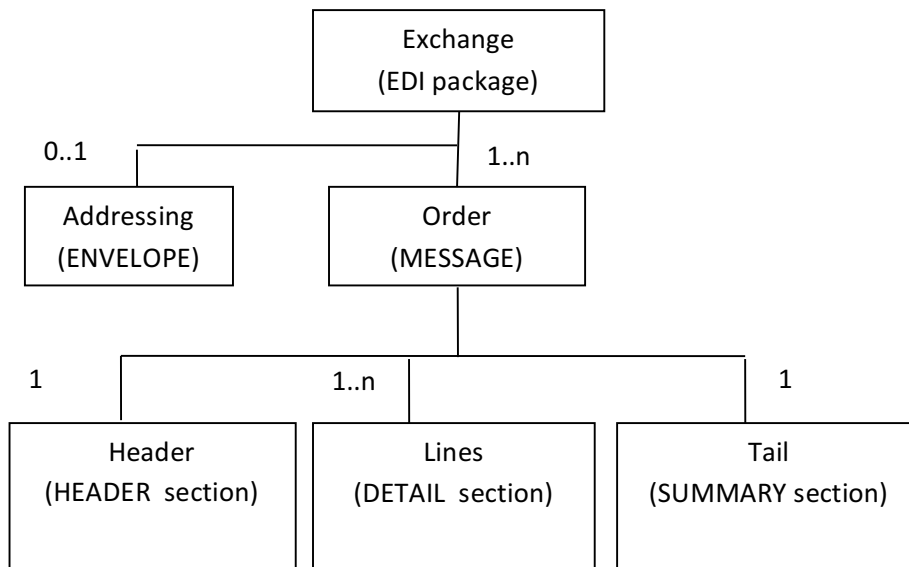 Exchange
(EDI package)
0..1
1..n
Addressing
(ENVELOPE)
Order
(MESSAGE)
1
1..n
1
Header
(HEADER section)
Lines
(DETAIL section)
Tail
(SUMMARY section)